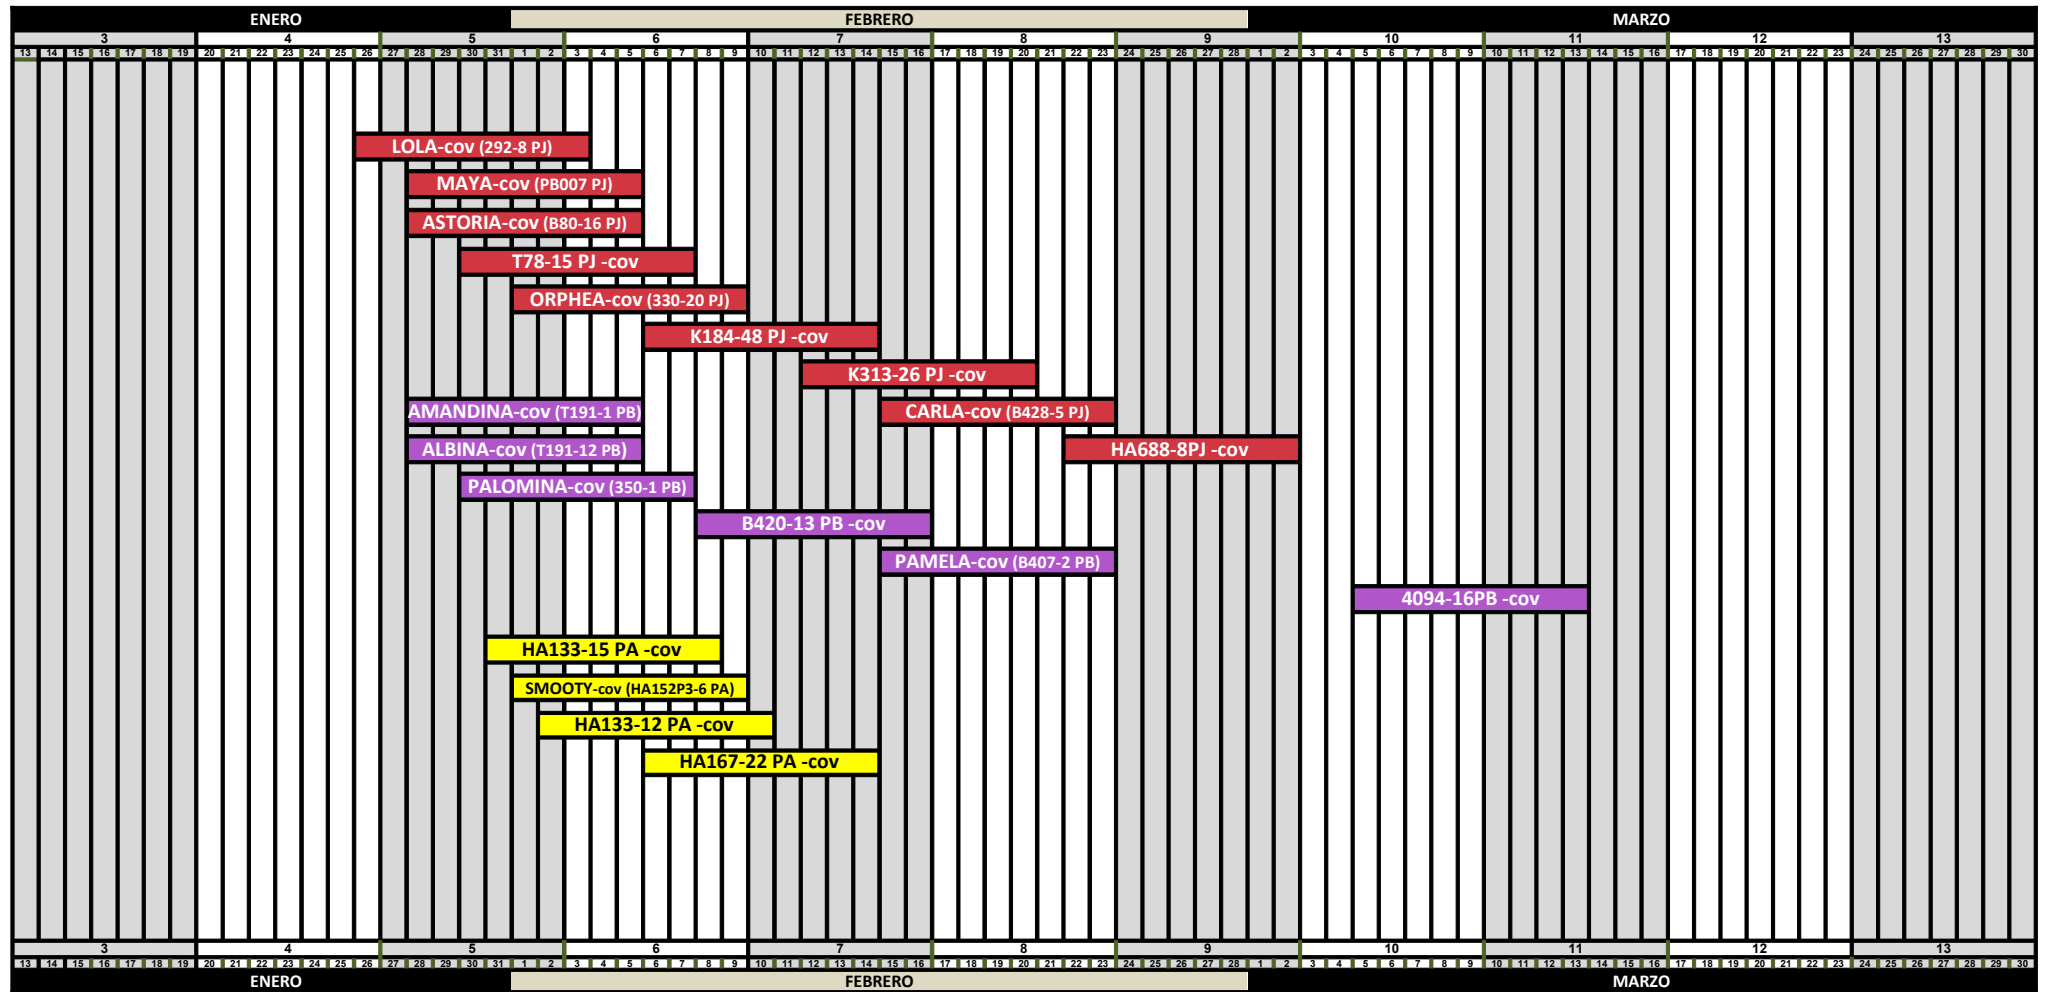 ENERO FEBRERO MARZO
3 4 5 6 7 8 9 10 11 12 13
13 14 15 16 17 18 19 20 21 22 23 24 25 26 27 28 29 30 31 1 2 3 4 5 6 7 8 9 10 11 12 13 14 15 16 17 18 19 20 21 22 23 24 25 26 27 28 1 2 3 4 5 6 7 8 9 10 11 12 13 14 15 16 17 18 19 20 21 22 23 24 25 26 27 28 29 30
LOLA-cov (292-8 PJ)
MAYA-cov (PB007 PJ)
ASTORIA-cov (B80-16 PJ)
T78-15 PJ -cov
ORPHEA-cov (330-20 PJ)
K184-48 PJ -cov
K313-26 PJ -cov
AMANDINA-cov (T191-1 PB) CARLA-cov (B428-5 PJ)
ALBINA-cov (T191-12 PB) HA688-8PJ -cov
PALOMINA-cov (350-1 PB)
B420-13 PB -cov
PAMELA-cov (B407-2 PB)
4094-16PB -cov
HA133-15 PA -cov
SMOOTY-cov (HA152P3-6 PA)
HA133-12 PA -cov
HA167-22 PA -cov
3 4 5 6 7 8 9 10 11 12 13
13 14 15 16 17 18 19 20 21 22 23 24 25 26 27 28 29 30 31 1 2 3 4 5 6 7 8 9 10 11 12 13 14 15 16 17 18 19 20 21 22 23 24 25 26 27 28 1 2 3 4 5 6 7 8 9 10 11 12 13 14 15 16 17 18 19 20 21 22 23 24 25 26 27 28 29 30
ENERO FEBRERO MARZO